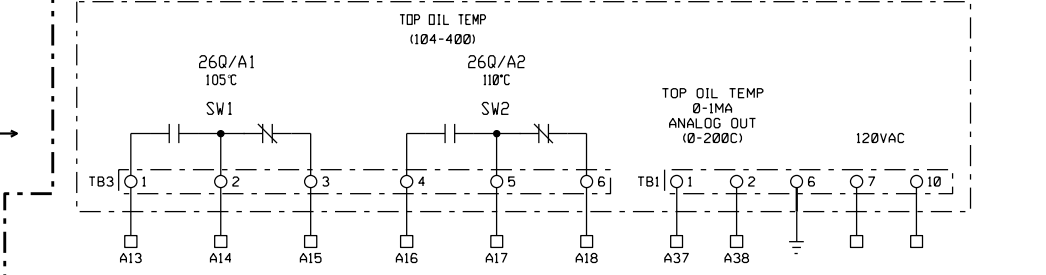 TOP OIL TEMP
(104-400)
26Q/A1
26Q/A2
105°C
110°C
SW1
SW2
TOP OIL TEMP
0-1MA
ANALOG OUT
(0-200C)
120VAC
TB3 1 2 3 4 5 6
TB1 1 2 6 7 10
A13 A14 A15 A16 A17 A18 A37 A38